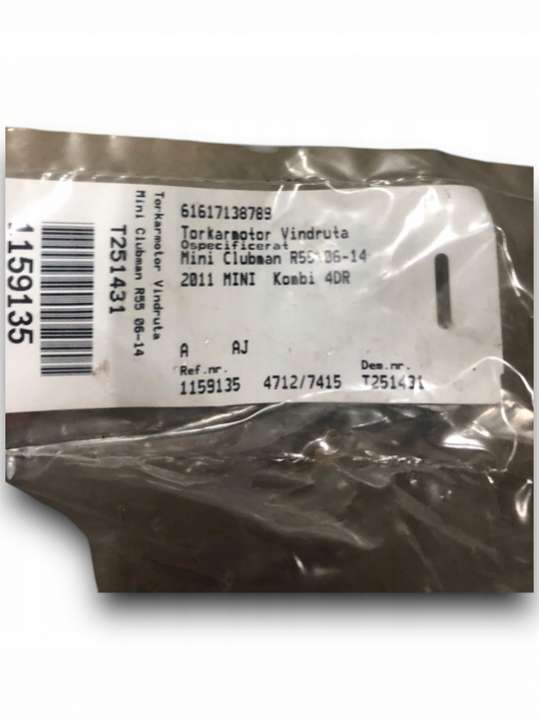 1159135
T251431
Mini Clubman R55 06-14
Torkarmotor Vindruta
61617138789
Torkarmotor Vindruta
Ospecificerat
Mini Clubman R55 06-14
2011 MINI Kombi 4DR
A AJ
Ref.nr. Dem.nr.
1159135 4712/7415 T251431